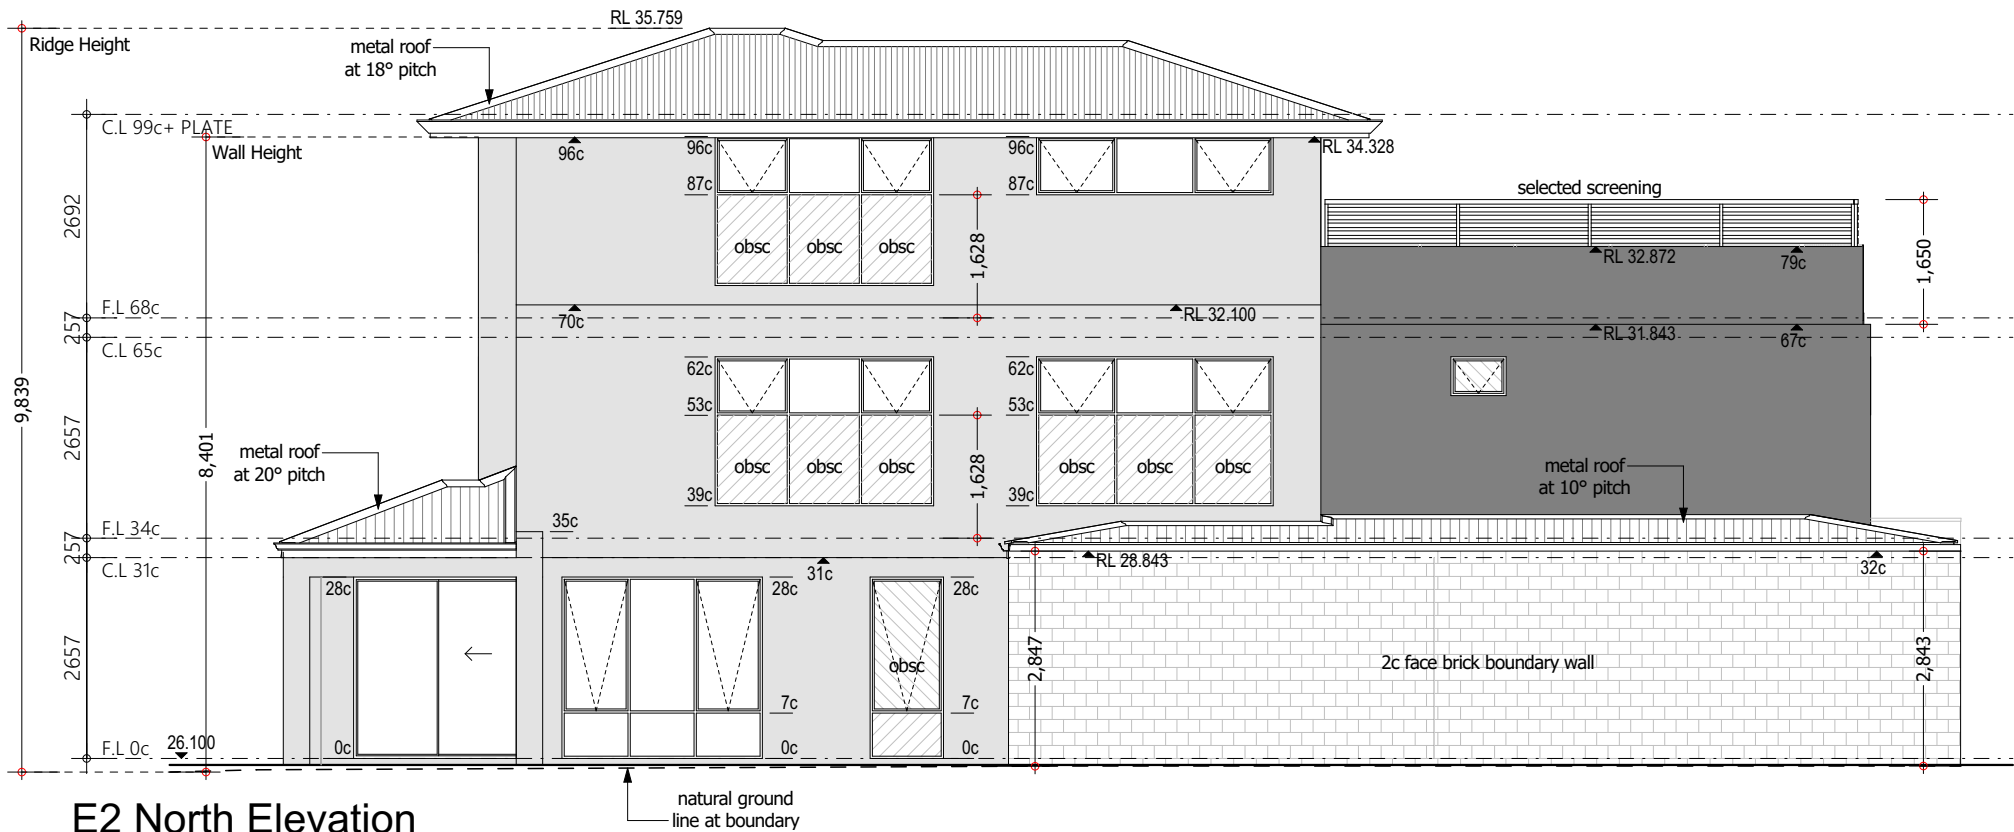 RL 35.759
Ridge Height
metal roof
at 18° pitch
C.L 99c+ PLATE
Wall Height
96c
96c
96c
RL 34.328
87c
87c
selected screening
2692
obsc obsc obsc
1,628
RL 32.872
79c
1,650
F.L 68c
70c
RL 32.100
257
RL 31.843
67c
C.L 65c
62c
62c
9,839
53c
53c
2657
8,401
metal roof
at 20° pitch
obsc obsc obsc
1,628
obsc obsc obsc
metal roof
at 10° pitch
39c
39c
F.L 34c
35c
257
C.L 31c
31c
RL 28.843
32c
28c
28c
28c
2657
obsc
2,847
2c face brick boundary wall
2,843
7c
7c
F.L 0c
26.100
0c
0c
0c
natural ground
line at boundary
E2 North Elevation